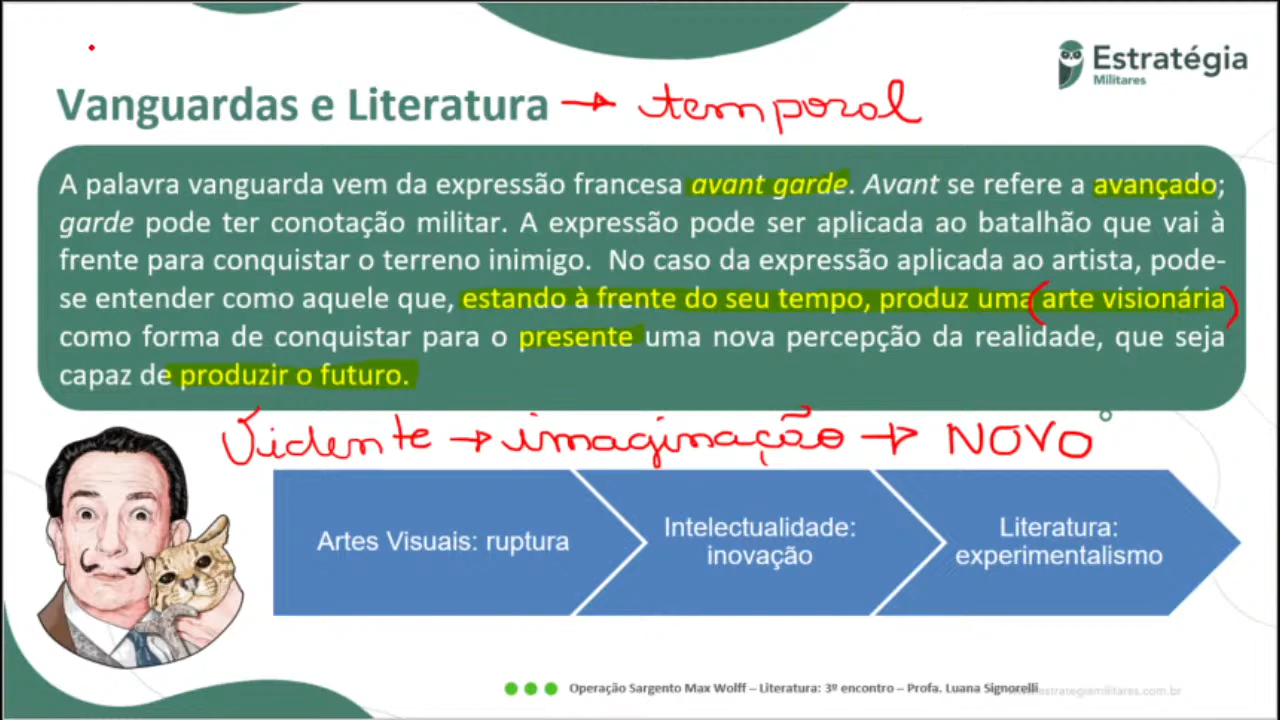 Estratégia
Militares
Vanguardas e Literatura → temporal
A palavra vanguarda vem da expressão francesa avant garde. Avant se refere a avançado;
garde pode ter conotação militar. A expressão pode ser aplicada ao batalhão que vai à
frente para conquistar o terreno inimigo. No caso da expressão aplicada ao artista, pode-
se entender como aquele que, estando à frente do seu tempo, produz uma (arte visionária)
como forma de conquistar para o presente uma nova percepção da realidade, que seja
capaz de produzir o futuro.
Vidente → imaginação → NOVO
Artes Visuais: ruptura
Intelectualidade:
inovação
Literatura:
experimentalismo
Operação Sargento Max Wolff – Literatura: 3º encontro – Profa. Luana Signorelli
estrategiamilitares.com.br